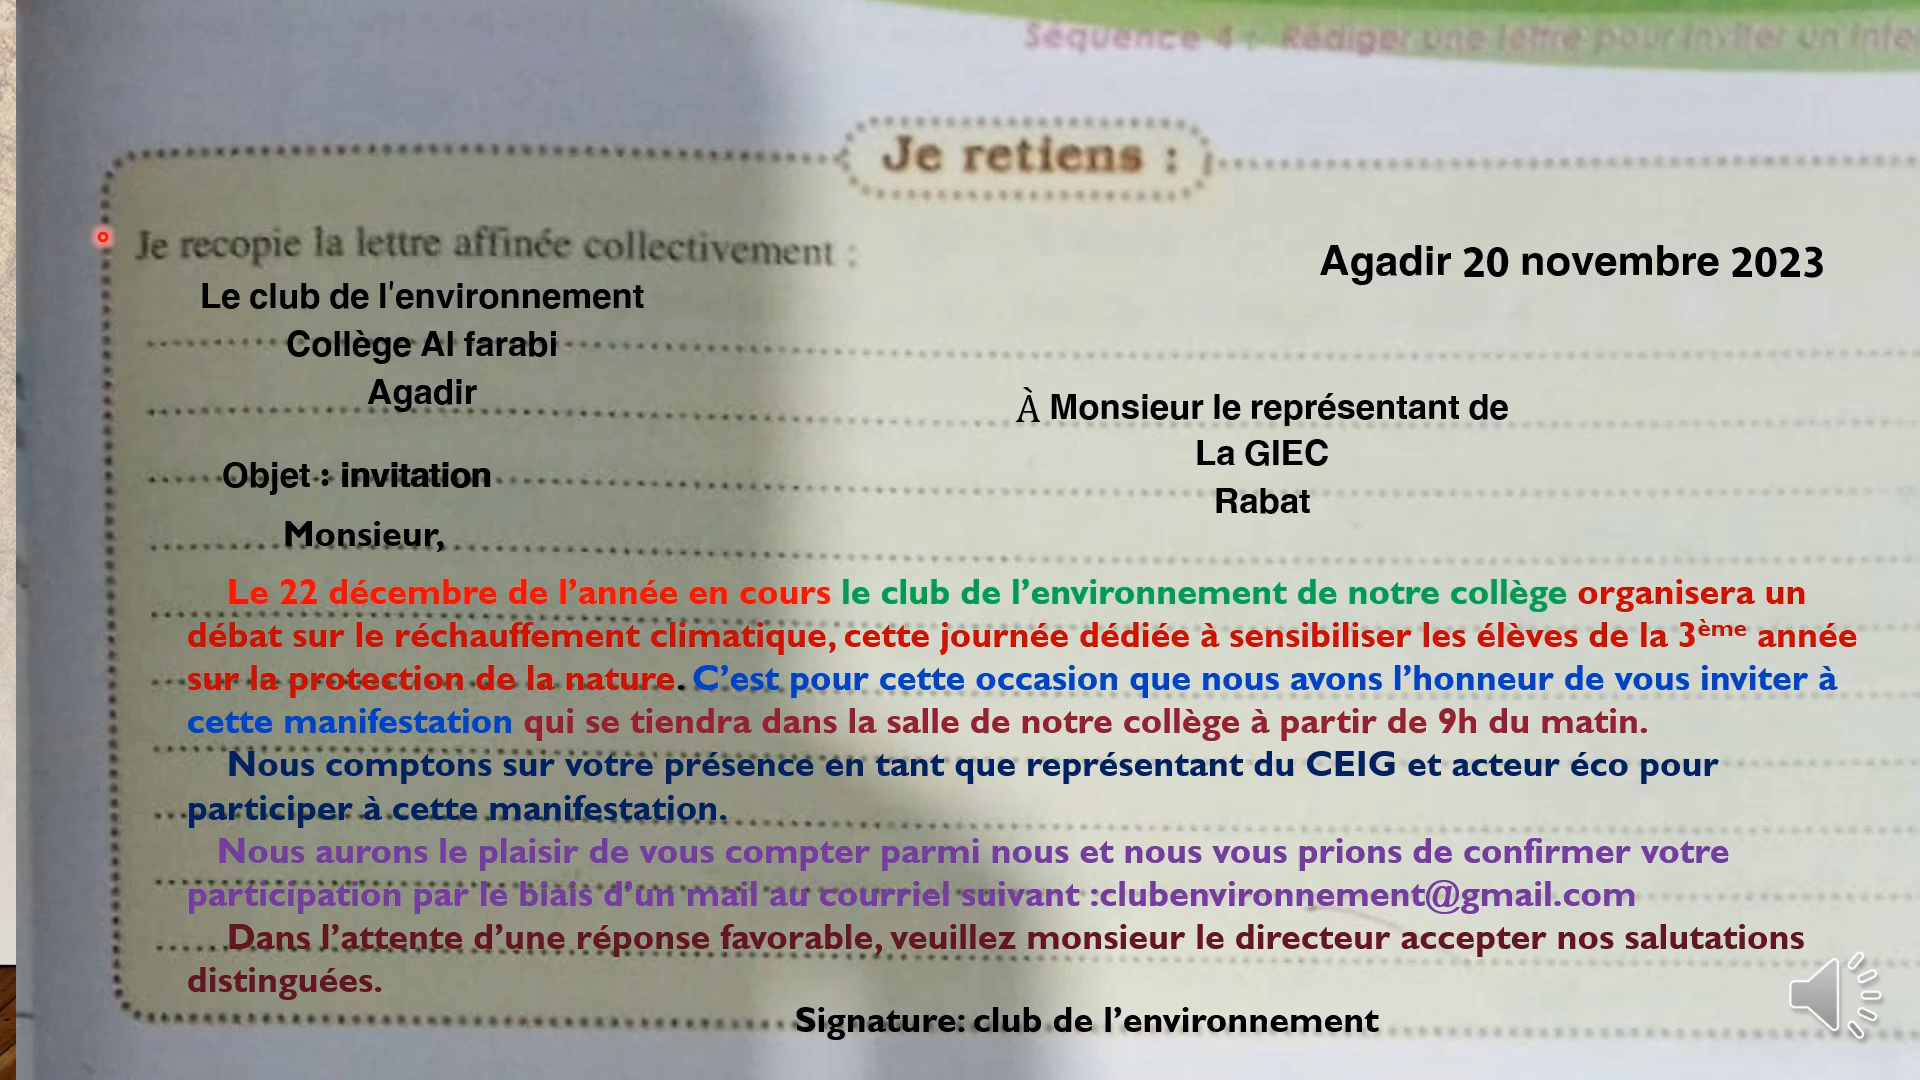 Séquence 4 : Rédiger une lettre pour inviter un
Je retiens :
Je recopie la lettre affinée collectivement :
Agadir 20 novembre 2023
Le club de l'environnement
Collège Al farabi
Agadir
À Monsieur le représentant de
La GIEC
Rabat
Objet : invitation
Monsieur,
Le 22 décembre de l’année en cours le club de l’environnement de notre collège organisera un
débat sur le réchauffement climatique, cette journée dédiée à sensibiliser les élèves de la 3ème année
sur la protection de la nature. C’est pour cette occasion que nous avons l’honneur de vous inviter à
cette manifestation qui se tiendra dans la salle de notre collège à partir de 9h du matin.
Nous comptons sur votre présence en tant que représentant du CEIG et acteur éco pour
participer à cette manifestation.
Nous aurons le plaisir de vous compter parmi nous et nous vous prions de confirmer votre
participation par le biais d’un mail au courriel suivant :clubenvironnement@gmail.com
Dans l’attente d’une réponse favorable, veuillez monsieur le directeur accepter nos salutations
distinguées.
Signature: club de l’environnement